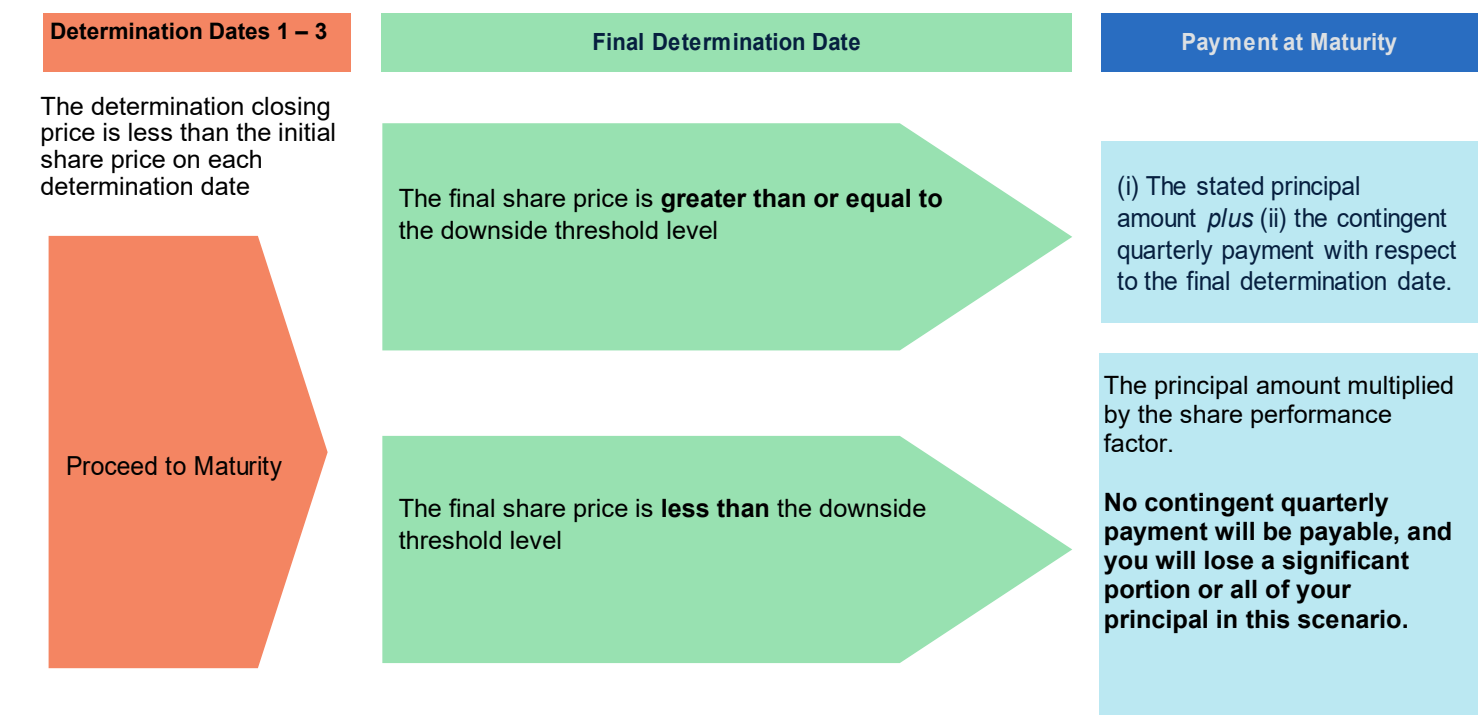 Determination Dates 1 – 3
Final Determination Date
Payment at Maturity
The determination closing
price is less than the initial
share price on each
determination date
Proceed to Maturity
The final share price is greater than or equal to
the downside threshold level
(i) The stated principal
amount plus (ii) the contingent
quarterly payment with respect
to the final determination date.
The final share price is less than the downside
threshold level
The principal amount multiplied
by the share performance
factor.
No contingent quarterly
payment will be payable, and
you will lose a significant
portion or all of your
principal in this scenario.